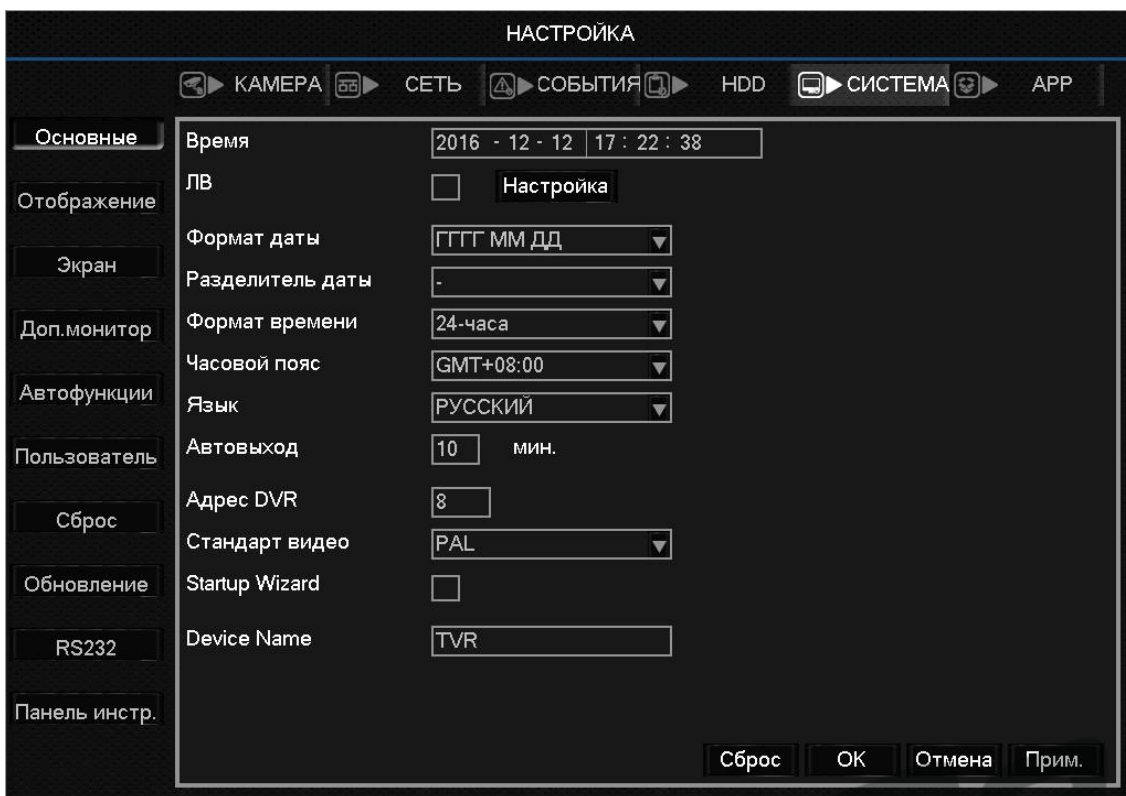 НАСТРОЙКА
КАМЕРА СЕТЬ СОБЫТИЯ HDD СИСТЕМА APP
Основные
Отображение
Экран
Доп.монитор
Автофункции
Пользователь
Сброс
Обновление
RS232
Панель инстр.
Время 2016 - 12 - 12 17 : 22 : 38
ЛВ Настройка
Формат даты ГГГГ ММ ДД
Разделитель даты -
Формат времени 24-часа
Часовой пояс GMT+08:00
Язык РУССКИЙ
Автовыход 10 мин.
Адрес DVR 8
Стандарт видео PAL
Startup Wizard
Device Name TVR
Сброс OK Отмена Прим.